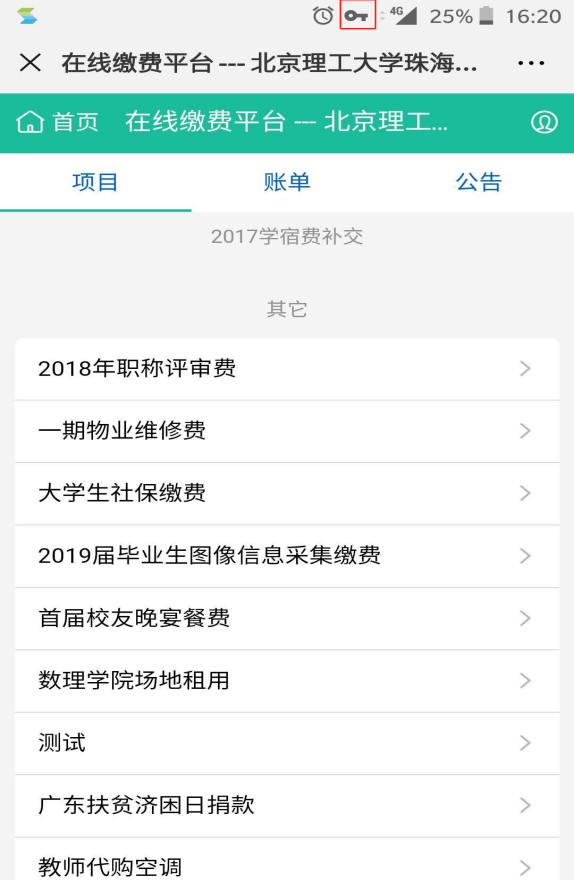 4G 25% 16:20
在线缴费平台 --- 北京理工大学珠海...
首页 在线缴费平台 --- 北京理工...
项目 账单 公告
2017学宿费补交
其它
2018年职称评审费
一期物业维修费
大学生社保缴费
2019届毕业生图像信息采集缴费
首届校友晚宴餐费
数理学院场地租用
测试
广东扶贫济困日捐款
教师代购空调